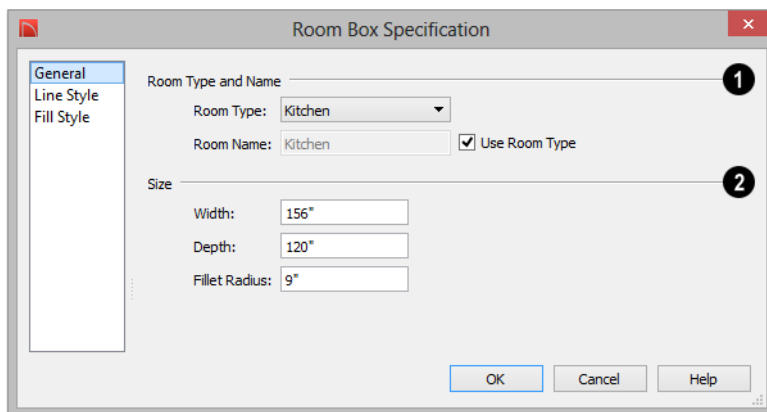 Room Box Specification
General
Line Style
Fill Style
Room Type and Name
1
Room Type: Kitchen
Room Name: Kitchen Use Room Type
Size
2
Width: 156"
Depth: 120"
Fillet Radius: 9"
OK Cancel Help